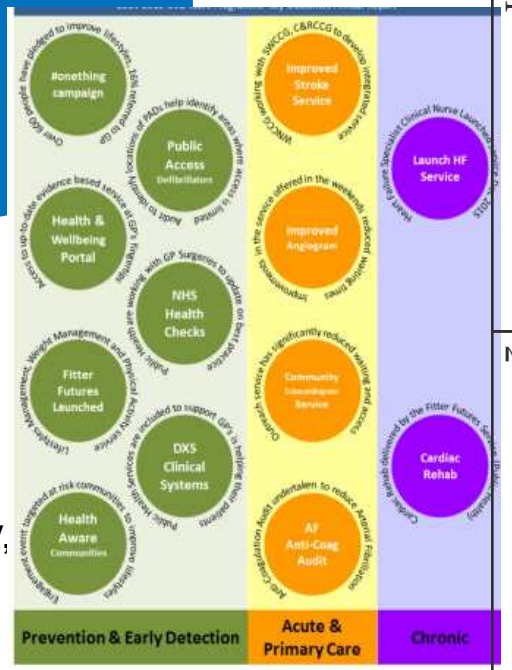 Over 600 people have pledged to improve lifestyles, 16% referred to GP
#onething
campaign
Audit to identify locations of PADs help identify areas where access is limited
Public
Access
Defibrillators
Access to up-to-date evidence based service at GP's fingertips
Health &
Wellbeing
Portal
Public Health are working with GP Surgeries to update on best practice
NHS
Health
Checks
Lifestyles Management, Weight Management and Physical Activity service
Fitter
Futures
Launched
Public Health Services are included to support GP's is helping their patients
DXS
Clinical
Systems
Engagement event targeted at risk communities to improve lifestyles
Health
Aware
Communities
Prevention & Early Detection
WNCCG working with SWCCG, C&RCCG to develop integrated service
Improved
Stroke
Service
Improvements in the service offered in the weekends reduced waiting times
Improved
Angiogram
Outreach service has significantly reduced waiting and access
Community
Service
Anti-Coagulation Audit undertaken to reduce Arterial Fibrillation
AF
Anti-Coag
Audit
Acute &
Primary Care
Heart Failure Specialist Clinical Nurse Launched 2015
Launch HF
Service
Cardiac Rehab delivered by the Fitter Futures Service (Public Health)
Cardiac
Rehab
Chronic